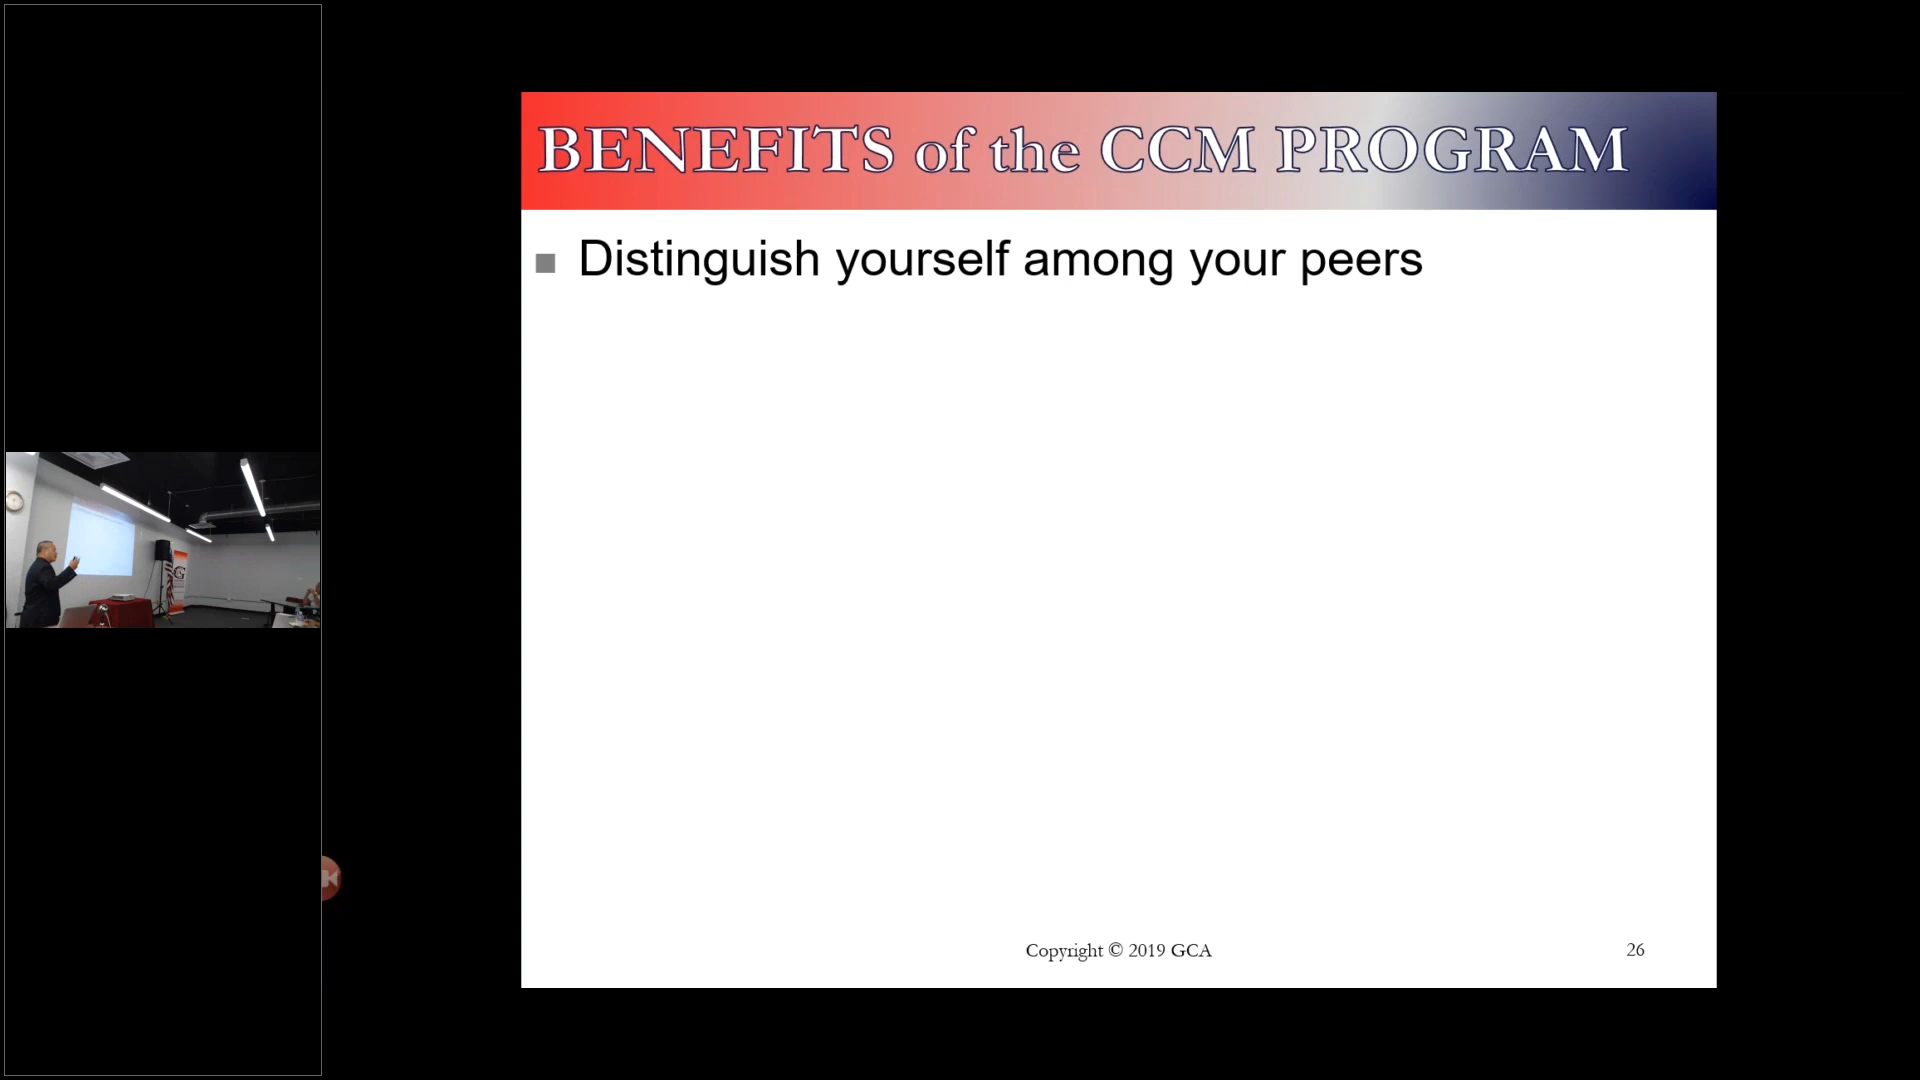 BENEFITS of the CCM PROGRAM
Distinguish yourself among your peers
Copyright © 2019 GCA
26